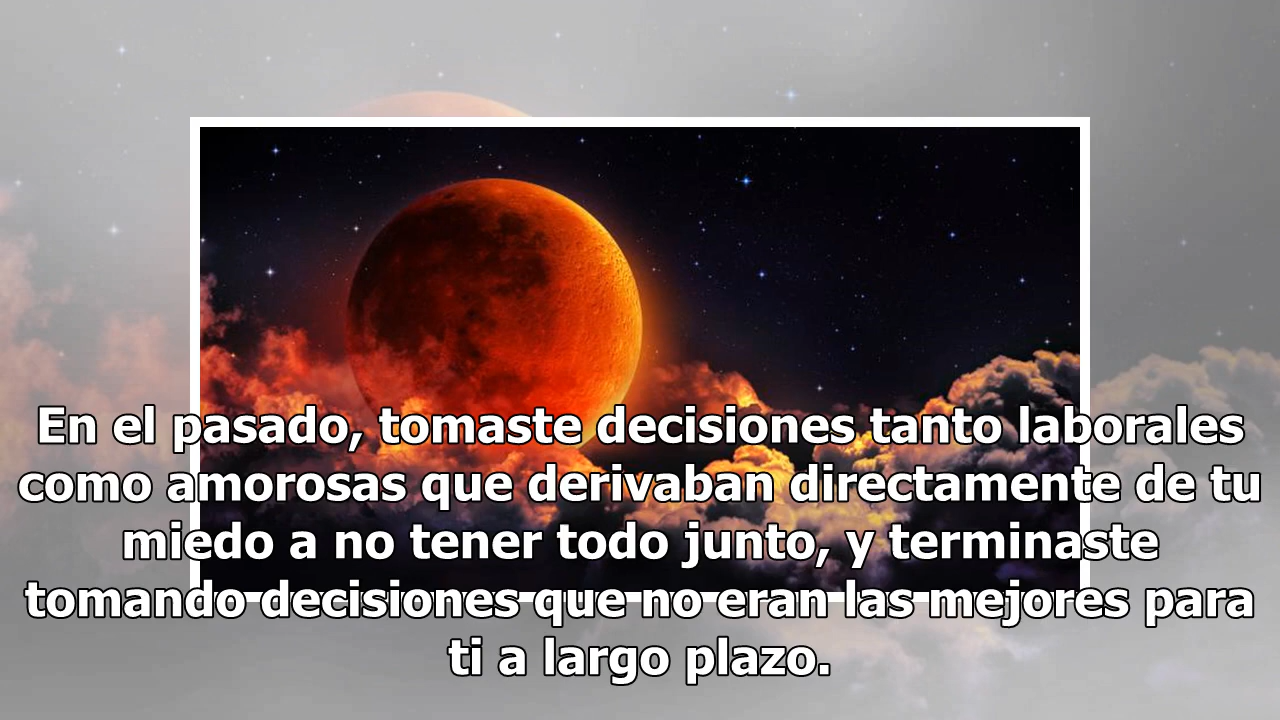 En el pasado, tomaste decisiones tanto laborales
como amorosas que derivaban directamente de tu
miedo a no tener todo junto, y terminaste
tomando decisiones que no eran las mejores para
ti a largo plazo.